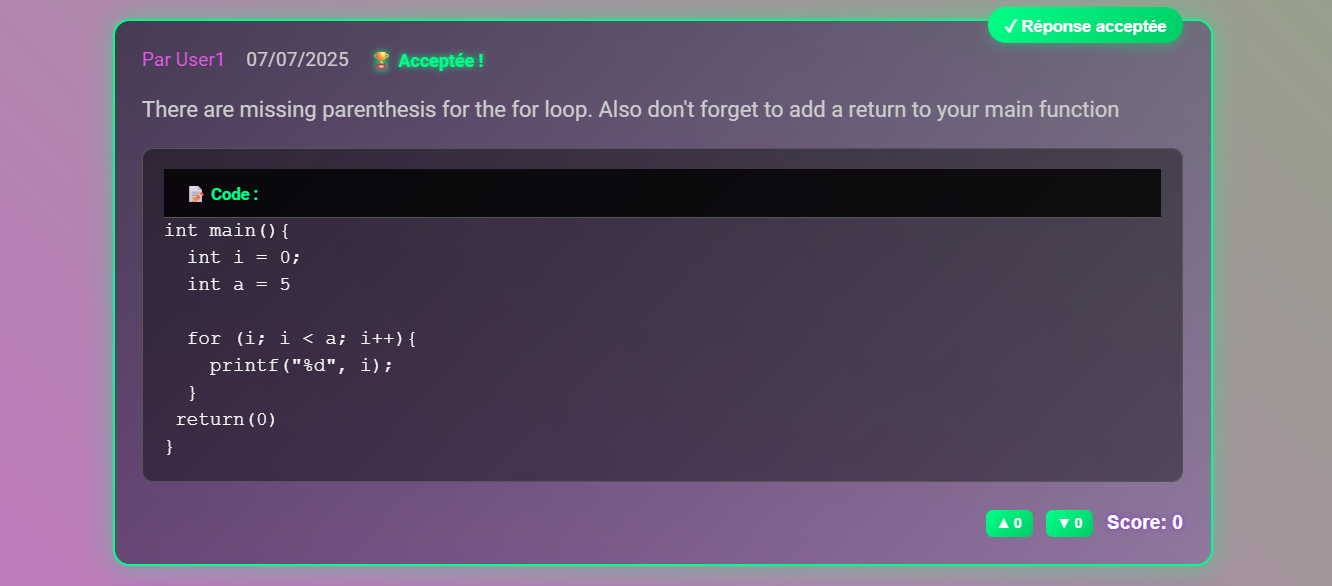 ✓ Réponse acceptée
Par User1 07/07/2025 🏆 Acceptée !
There are missing parenthesis for the for loop. Also don't forget to add a return to your main function
📝 Code :
int main(){
  int i = 0;
  int a = 5

  for (i; i < a; i++){
    printf("%d", i);
  }
 return(0)
}
▲ 0 ▼ 0 Score: 0